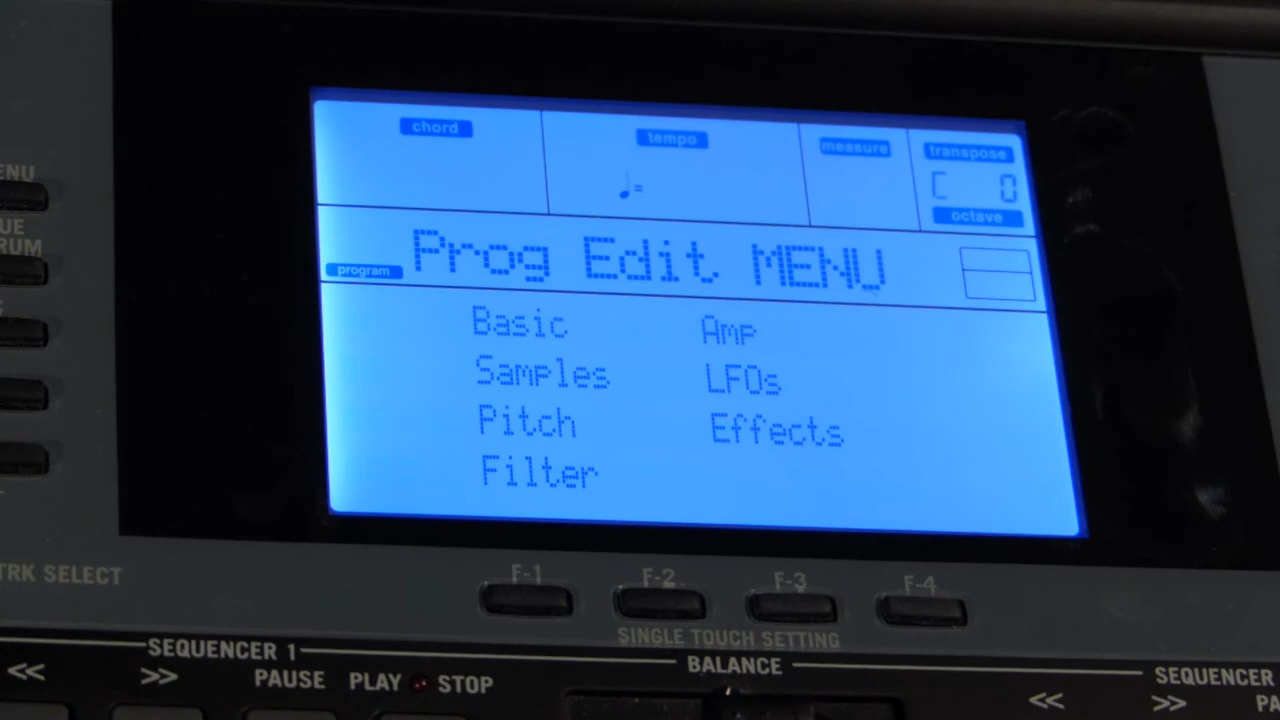 chord tempo measure transpose
♩= [ 0
octave
program Prog Edit MENU
Basic Amp
Samples LFOs
Pitch Effects
Filter
TRK SELECT
F-1 F-2 F-3 F-4
SINGLE TOUCH SETTING
SEQUENCER 1 BALANCE SEQUENCER
<< >> PAUSE PLAY STOP << >>